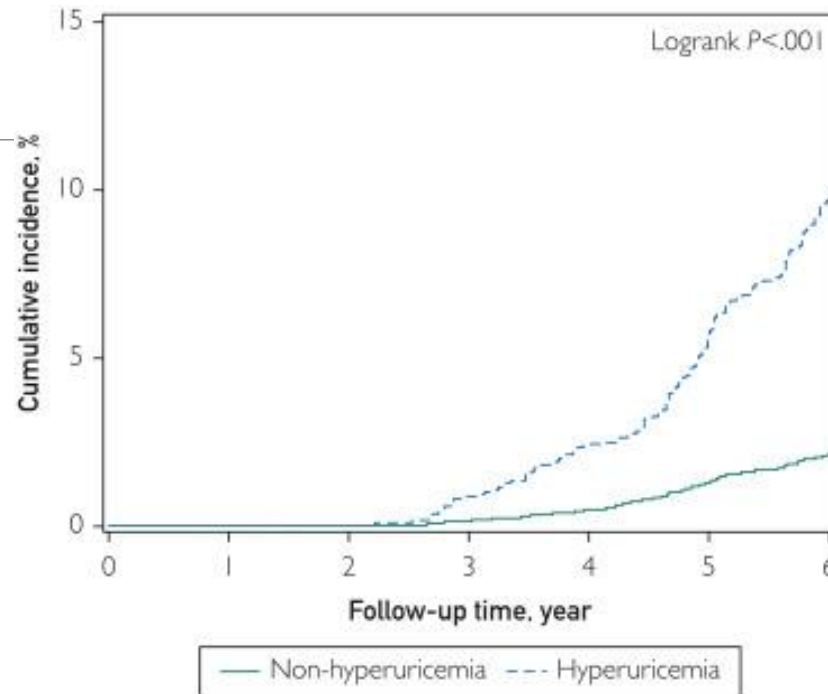 15
Logrank P<.001
10
5
0
Cumulative incidence, %
0 1 2 3 4 5 6
Follow-up time, year
Non-hyperuricemia Hyperuricemia